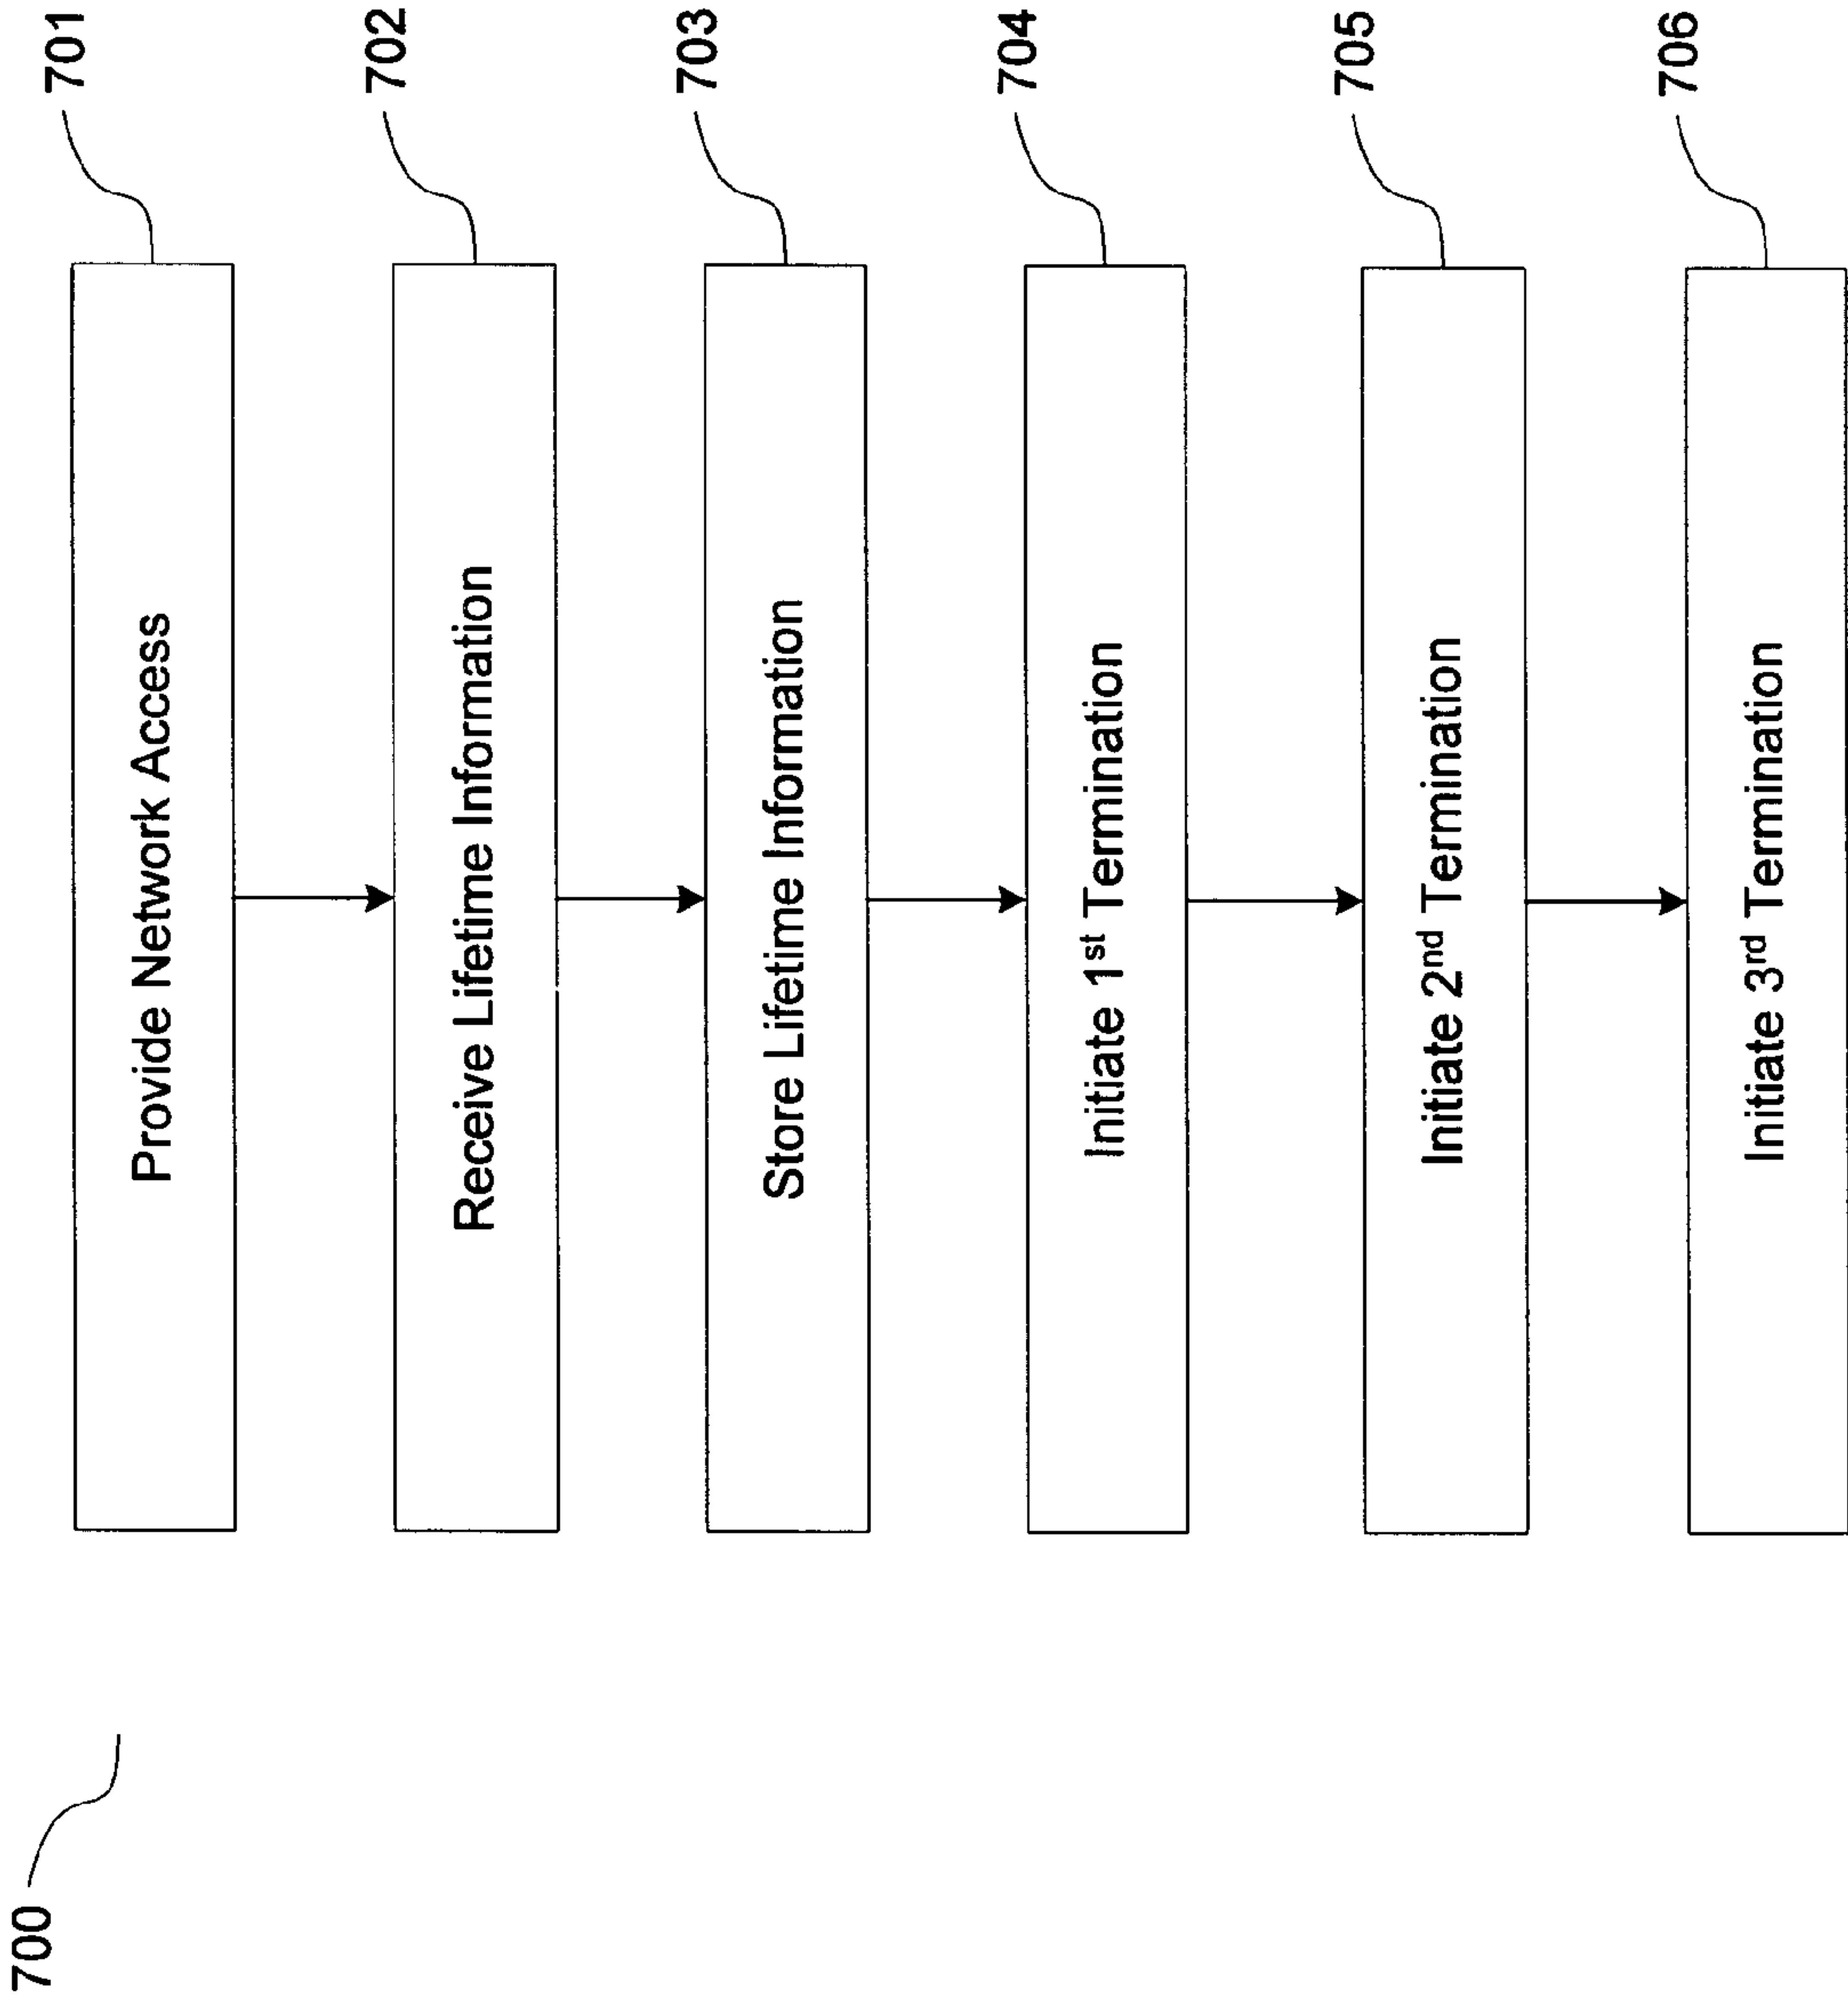 700
Provide Network Access
701
Receive Lifetime Information
702
Store Lifetime Information
703
Initiate 1st Termination
704
Initiate 2nd Termination
705
Initiate 3rd Termination
706